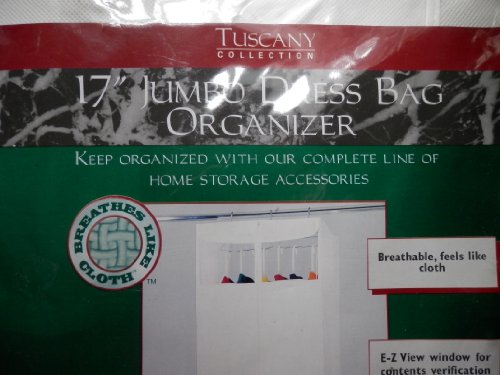 TUSCANY
COLLECTION
17" JUMBO DRESS BAG
ORGANIZER
KEEP ORGANIZED WITH OUR COMPLETE LINE OF
HOME STORAGE ACCESSORIES
BREATHES LIKE
CLOTH
TM
Breathable, feels like
cloth
E-Z View window for
contents verification